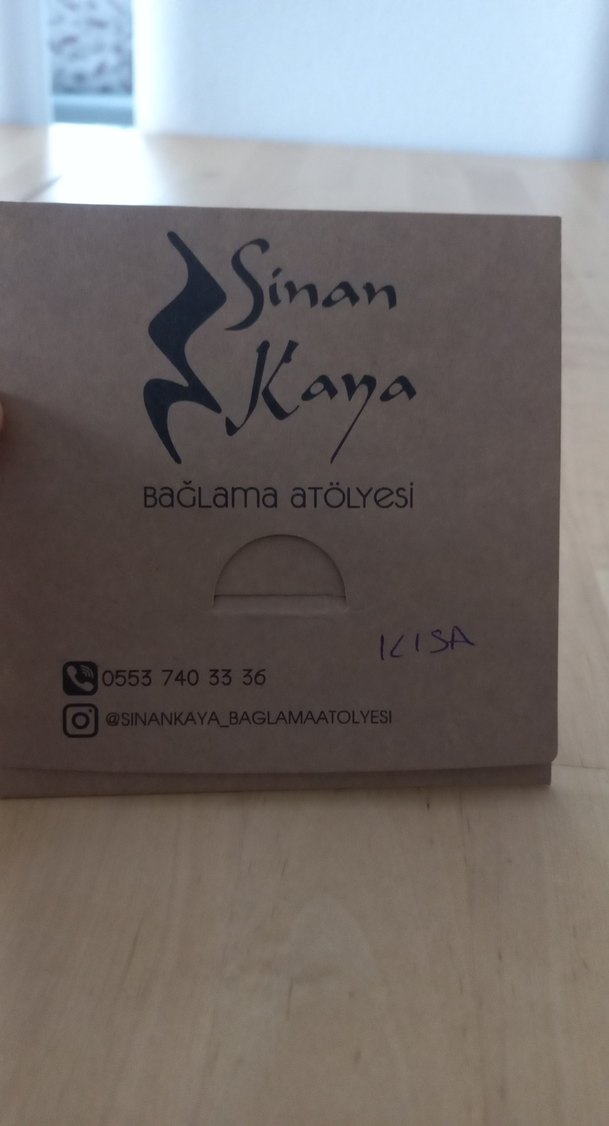 Sinan
Kaya
BAĞLAMA ATÖLYESİ
KISA
0553 740 33 36
@SINANKAYA_BAGLAMAATOLYESI